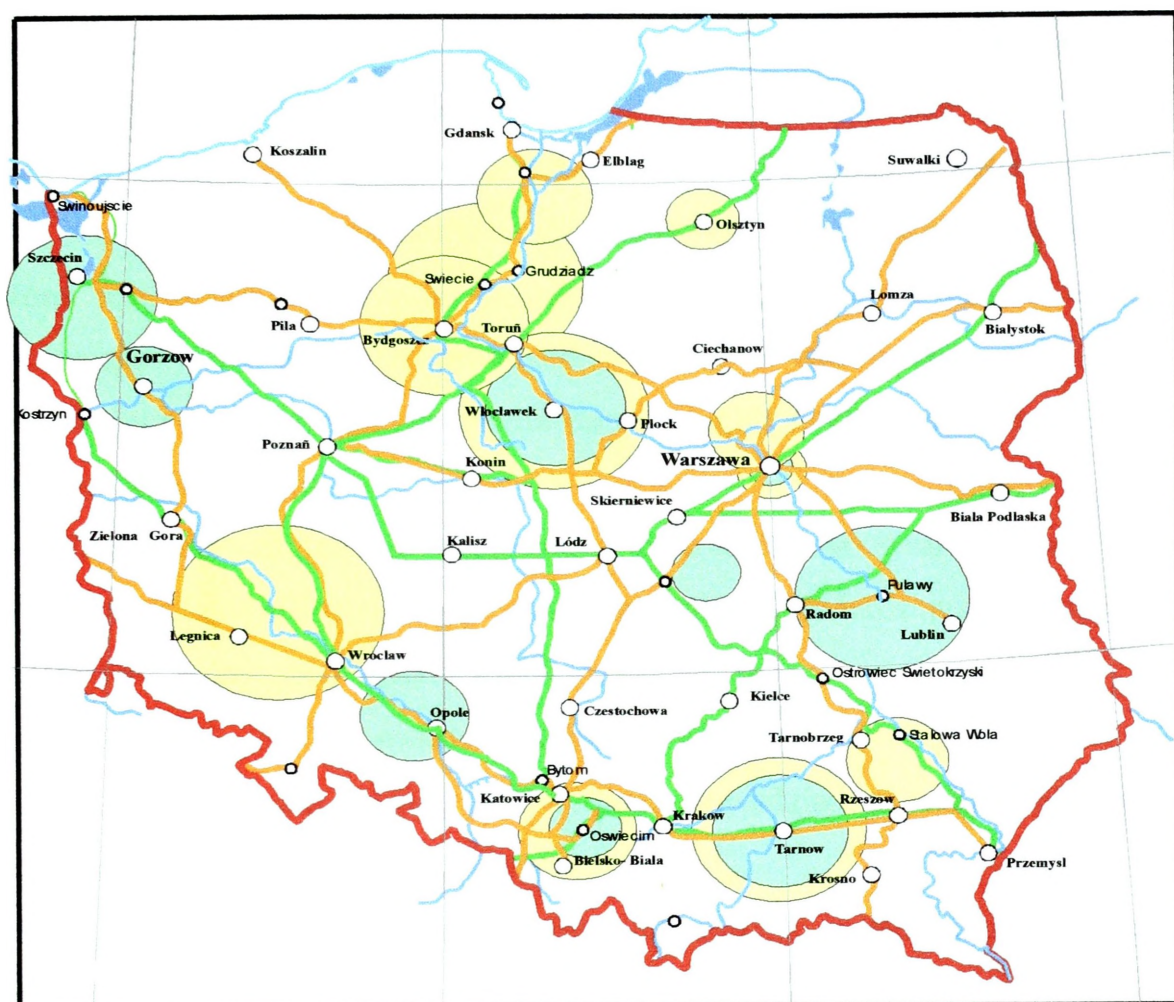 Gdansk
Koszalin
Elblag
Suwalki
Swinoujscie
Olsztyn
Szczecin
Swiecie
Grudziadz
Lomza
Pila
Bydgoszcz
Toruñ
Bialystok
Ciechanow
Gorzow
Kostrzyn
Wloclawek
Plock
Poznañ
Warszawa
Konin
Skierniewice
Biala Podlaska
Zielona Gora
Kalisz
Lódz
Pulawy
Radom
Lublin
Legnica
Wroclaw
Ostrowiec Swietokrzyski
Kielce
Opole
Czestochowa
Tarnobrzeg
Stalowa Wola
Bytom
Katowice
Rzeszow
Krakow
Oswiecim
Tarnow
Bielsko-Biala
Krosno
Przemysl